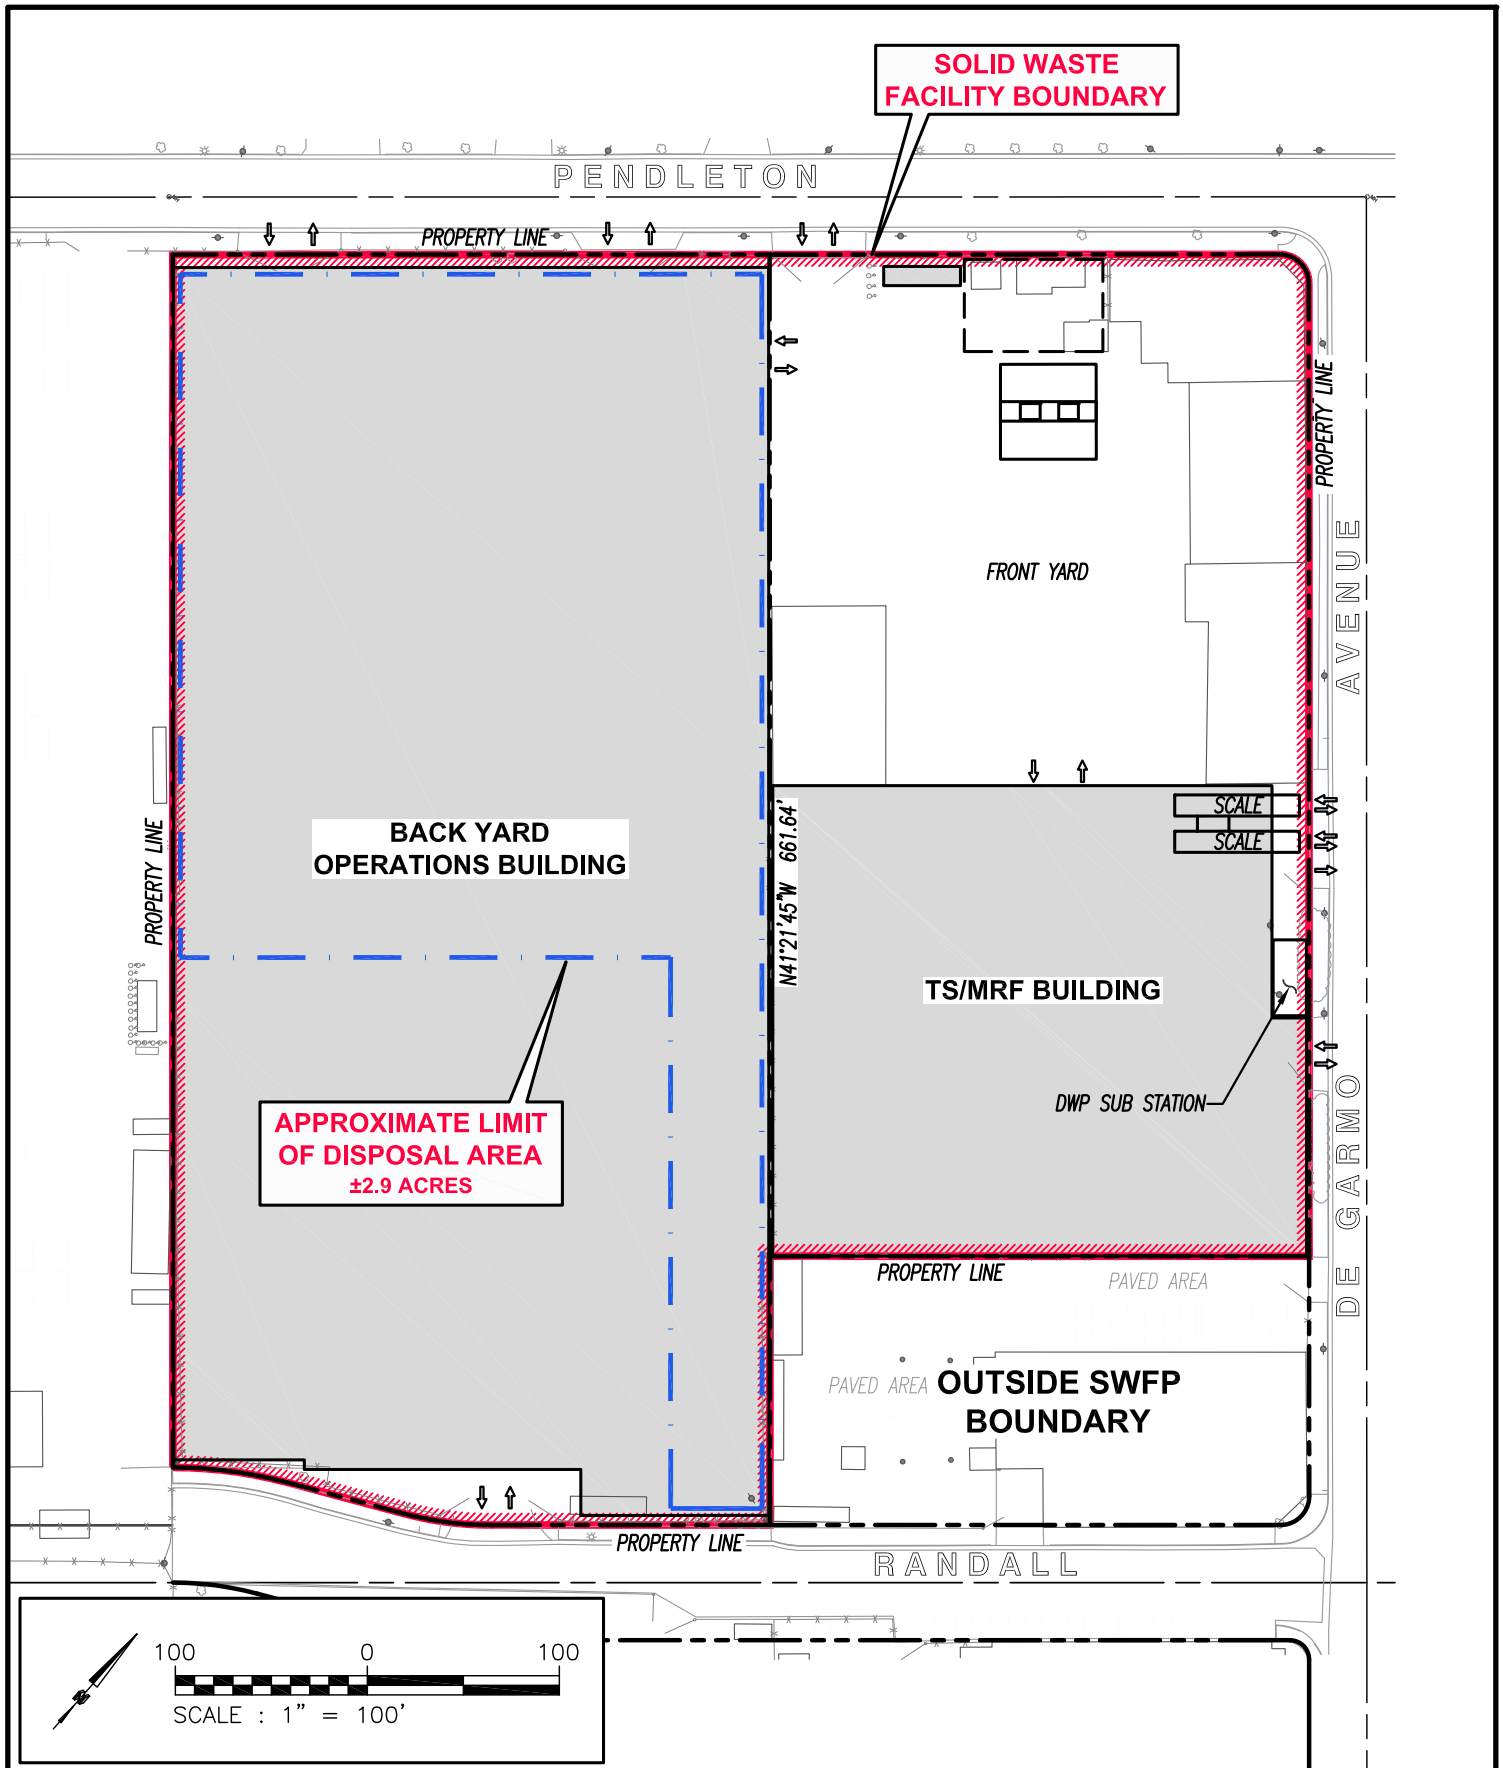 SOLID WASTE
FACILITY BOUNDARY
PENDLETON
PROPERTY LINE
PROPERTY LINE
FRONT YARD
AVENUE
SCALE
SCALE
BACK YARD
OPERATIONS BUILDING
PROPERTY LINE
N41°21'45"W 661.64'
TS/MRF BUILDING
DWP SUB STATION
APPROXIMATE LIMIT
OF DISPOSAL AREA
±2.9 ACRES
DE GARMO
PROPERTY LINE
PAVED AREA
PAVED AREA
OUTSIDE SWFP
BOUNDARY
PROPERTY LINE
RANDALL
N
100 0 100
SCALE : 1" = 100'